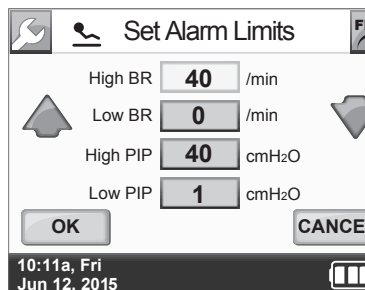 Set Alarm Limits
High BR 40 /min
Low BR 0 /min
High PIP 40 cmH2O
Low PIP 1 cmH2O
OK CANCE
10:11a, Fri
Jun 12, 2015